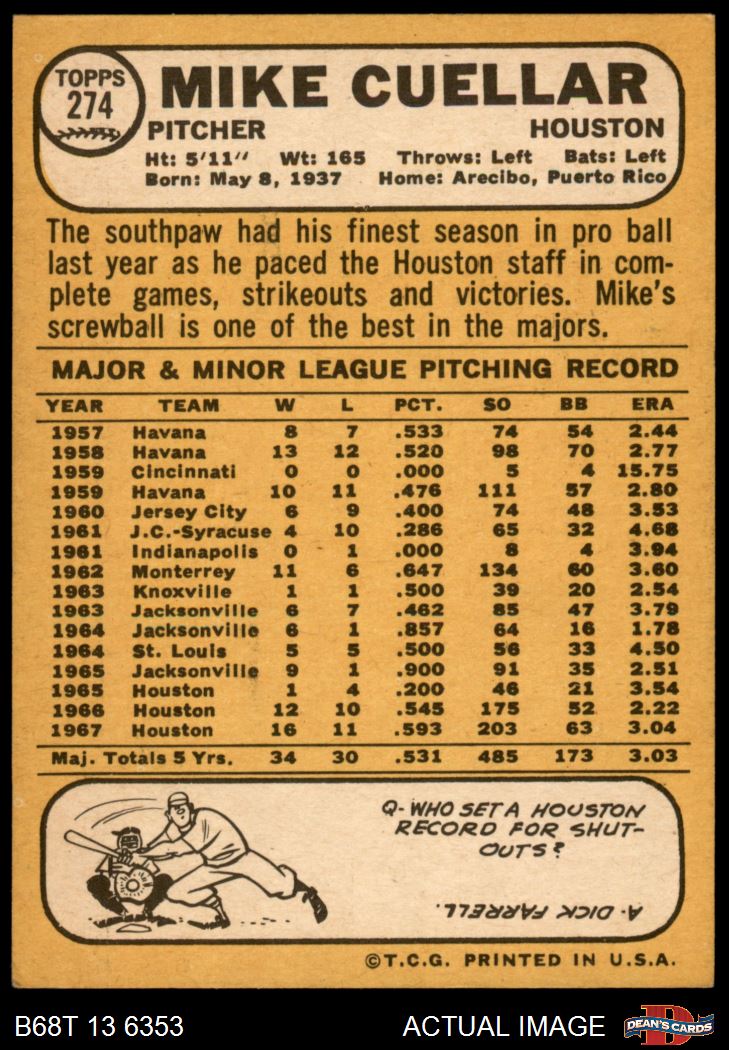 TOPPS
274
MIKE CUELLAR
PITCHER HOUSTON
Ht: 5'11" Wt: 165 Throws: Left Bats: Left
Born: May 8, 1937 Home: Arecibo, Puerto Rico
The southpaw had his finest season in pro ball
last year as he paced the Houston staff in com-
plete games, strikeouts and victories. Mike's
screwball is one of the best in the majors.
MAJOR & MINOR LEAGUE PITCHING RECORD
YEAR TEAM W L PCT. SO BB ERA
1957 Havana 8 7 .533 74 54 2.44
1958 Havana 13 12 .520 98 70 2.77
1959 Cincinnati 0 0 .000 5 4 15.75
1959 Havana 10 11 .476 111 57 2.80
1960 Jersey City 6 9 .400 74 48 3.53
1961 J.C.-Syracuse 4 10 .286 65 32 4.68
1961 Indianapolis 0 1 .000 8 4 3.94
1962 Monterrey 11 6 .647 134 60 3.60
1963 Knoxville 1 1 .500 39 20 2.54
1963 Jacksonville 6 7 .462 85 47 3.79
1964 Jacksonville 6 1 .857 64 16 1.78
1964 St. Louis 5 5 .500 56 33 4.50
1965 Jacksonville 9 1 .900 91 35 2.51
1965 Houston 1 4 .200 46 21 3.54
1966 Houston 12 10 .545 175 52 2.22
1967 Houston 16 11 .593 203 63 3.04
Maj. Totals 5 Yrs. 34 30 .531 485 173 3.03
Q- WHO SET A HOUSTON
RECORD FOR SHUT-
OUTS?
A- DICK FARRELL.
©T.C.G. PRINTED IN U.S.A.
B68T 13 6353 ACTUAL IMAGE
D
DEAN'S CARDS